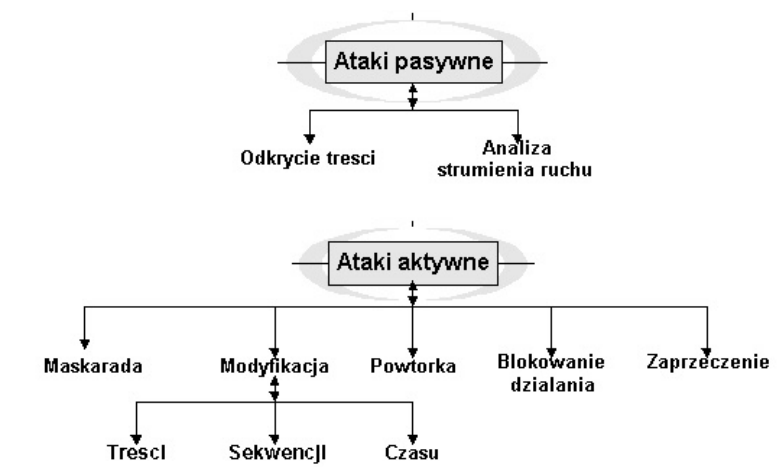 Ataki pasywne
Odkrycie tresci
Analiza
strumienia ruchu
Ataki aktywne
Maskarada
Modyfikacja
Powtorka
Blokowanie
dzialania
Zaprzeczenie
Tresci
Sekwencji
Czasu